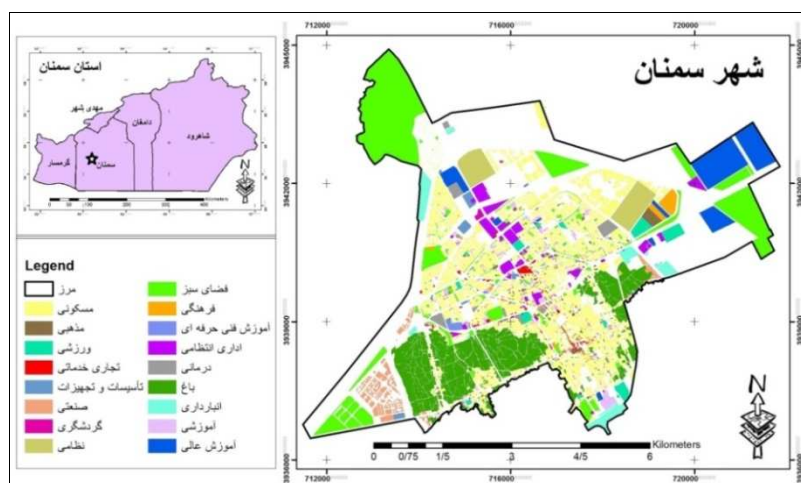 استان سمنان
مهدی شهر
دامغان
شاهرود
گرمسار
سمنان
N
Kilometers
Legend
مرز
مسکونی
مذهبی
ورزشی
تجاری خدماتی
تأسیسات و تجهیزات
صنعتی
گردشگری
نظامی
فضای سبز
فرهنگی
آموزش فنی حرفه ای
اداری انتظامی
درمانی
باغ
انبارداری
آموزشی
آموزش عالی
شهر سمنان
712000 716000 720000
3945000 3945000
3942000
3939000
3936000
N
Kilometers
0 0/75 1/5 3 4/5 6
712000 716000 720000